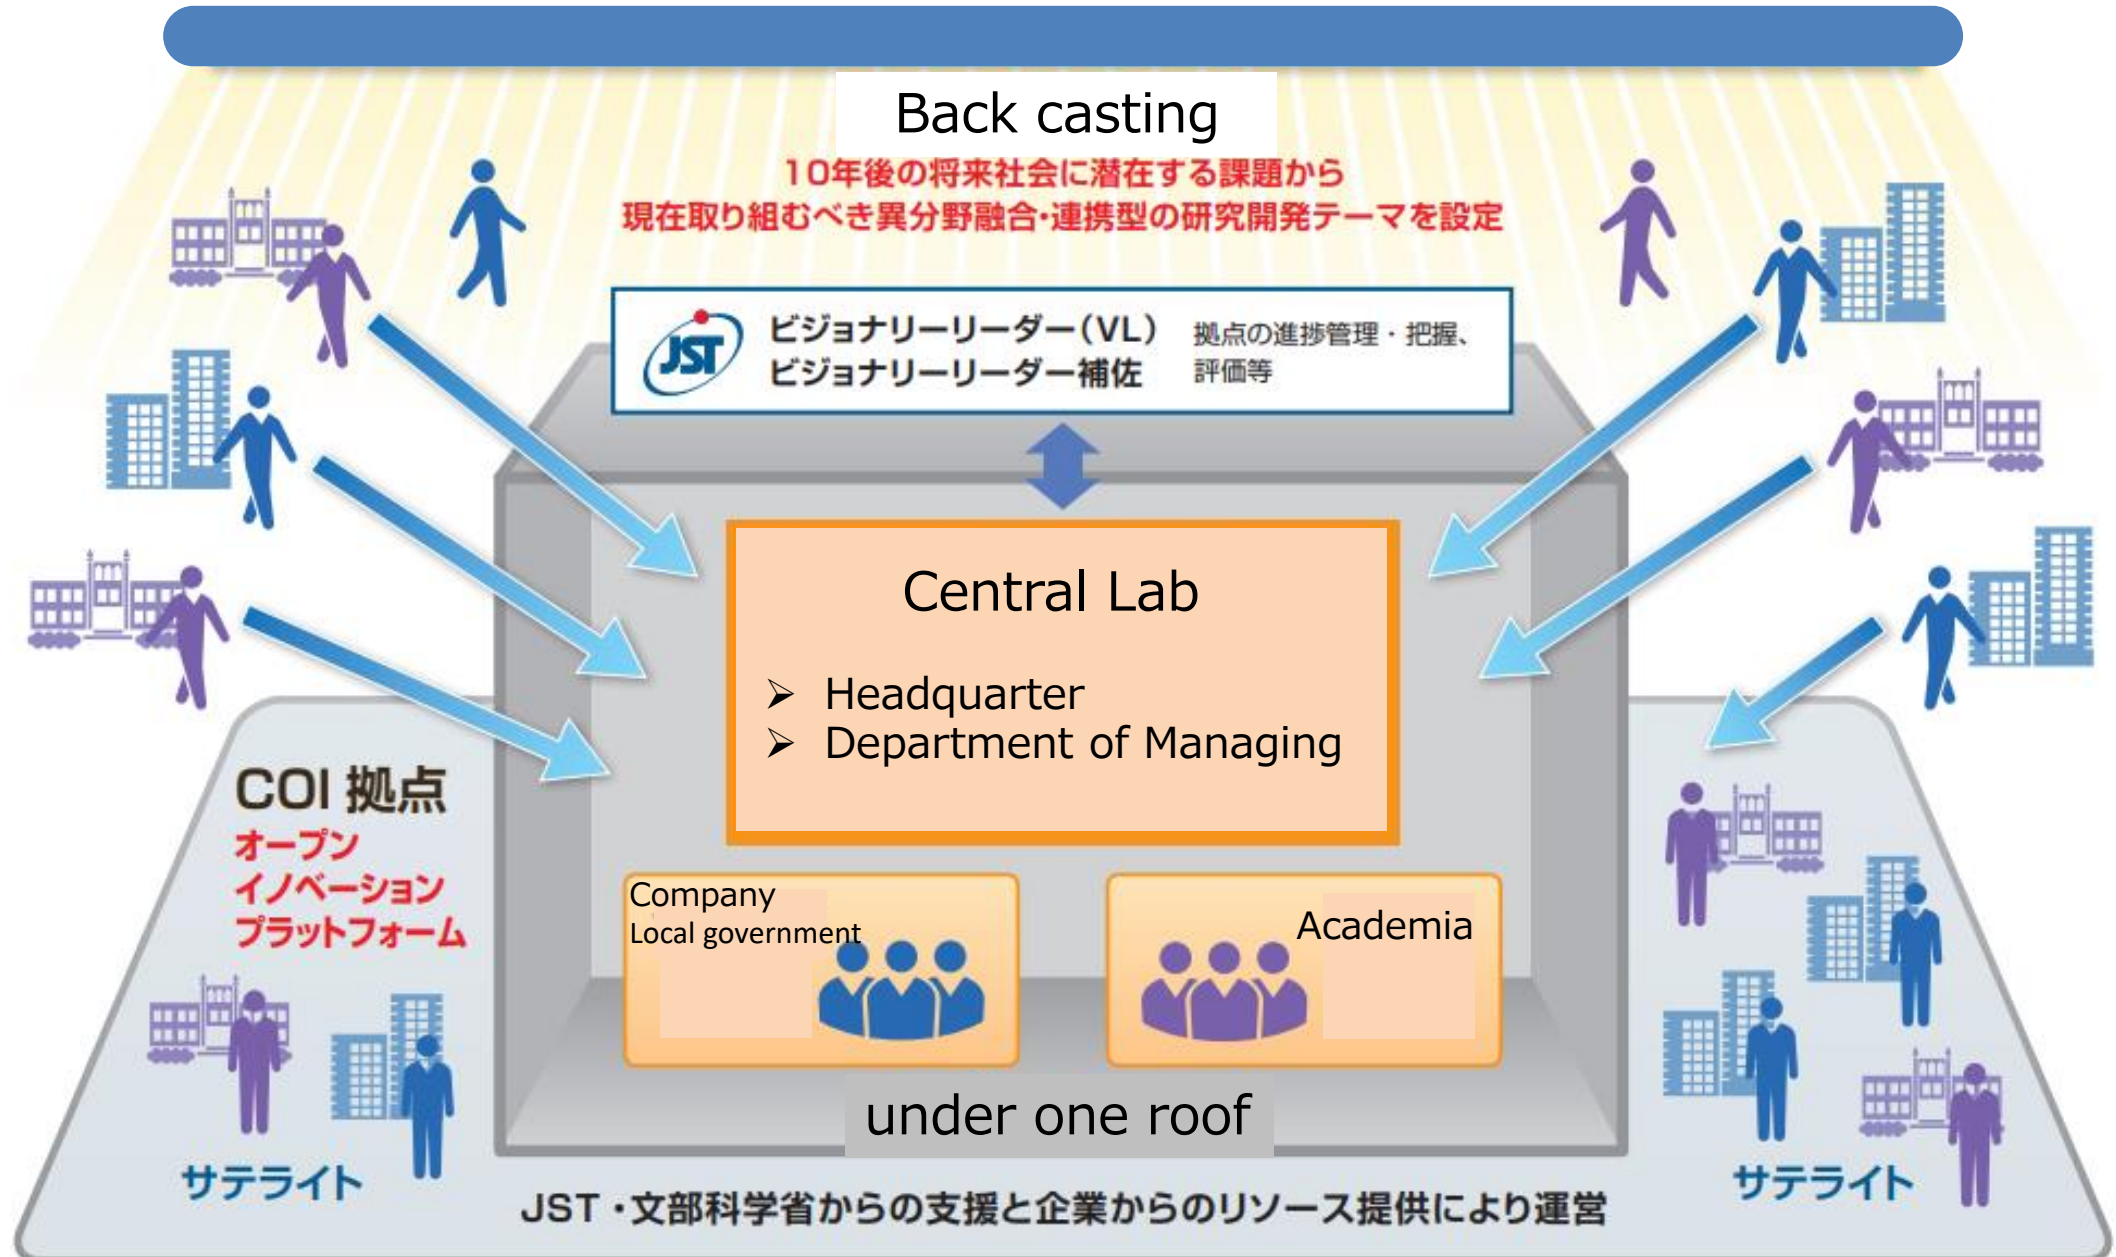 Back casting
10年後の将来社会に潜在する課題から
現在取り組むべき異分野融合・連携型の研究開発テーマを設定
JST
ビジョナリーリーダー(VL)
ビジョナリーリーダー補佐
拠点の進捗管理・把握、
評価等
Central Lab
➢ Headquarter
➢ Department of Managing
COI 拠点
オープン
イノベーション
プラットフォーム
Company
Local government
Academia
under one roof
サテライト
サテライト
JST・文部科学省からの支援と企業からのリソース提供により運営